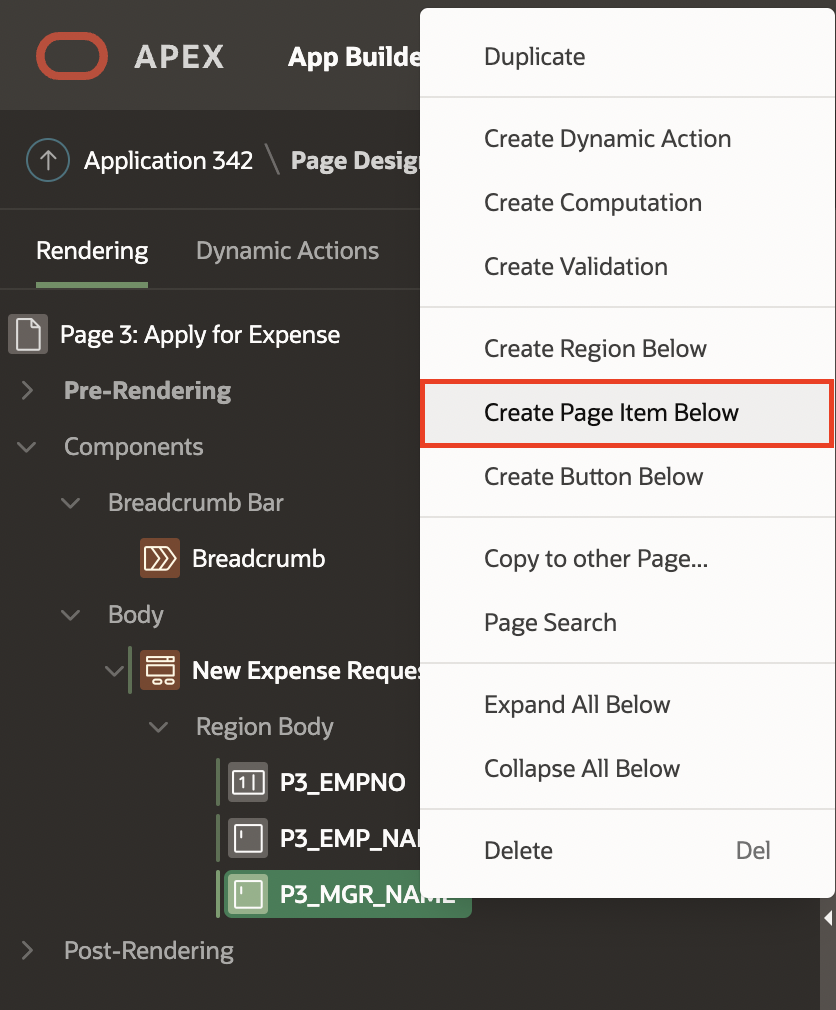 APEX
App Builde
Application 342 \ Page Desig
Rendering
Dynamic Actions
Page 3: Apply for Expense
Pre-Rendering
Components
Breadcrumb Bar
Breadcrumb
Body
New Expense Reques
Region Body
P3_EMPNO
P3_EMP_NA
P3_MGR_NAME
Post-Rendering
Duplicate
Create Dynamic Action
Create Computation
Create Validation
Create Region Below
Create Page Item Below
Create Button Below
Copy to other Page...
Page Search
Expand All Below
Collapse All Below
Delete Del